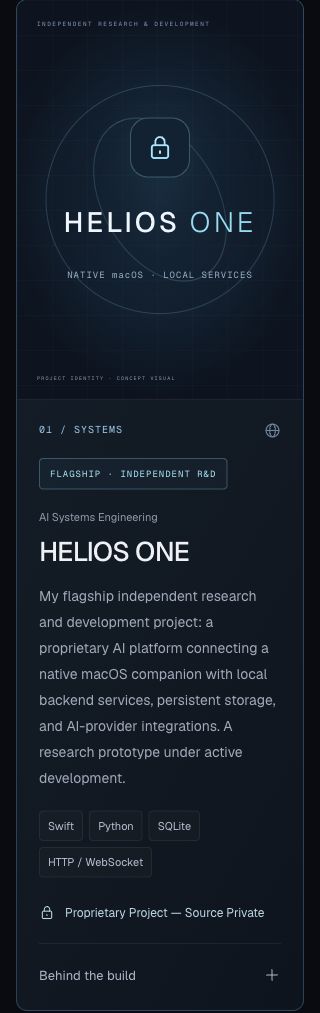 INDEPENDENT RESEARCH & DEVELOPMENT
HELIOS ONE
NATIVE macOS · LOCAL SERVICES
PROJECT IDENTITY · CONCEPT VISUAL
01 / SYSTEMS
FLAGSHIP · INDEPENDENT R&D
AI Systems Engineering
HELIOS ONE
My flagship independent research
and development project: a
proprietary AI platform connecting a
native macOS companion with local
backend services, persistent storage,
and AI-provider integrations. A
research prototype under active
development.
Swift Python SQLite
HTTP / WebSocket
Proprietary Project — Source Private
Behind the build